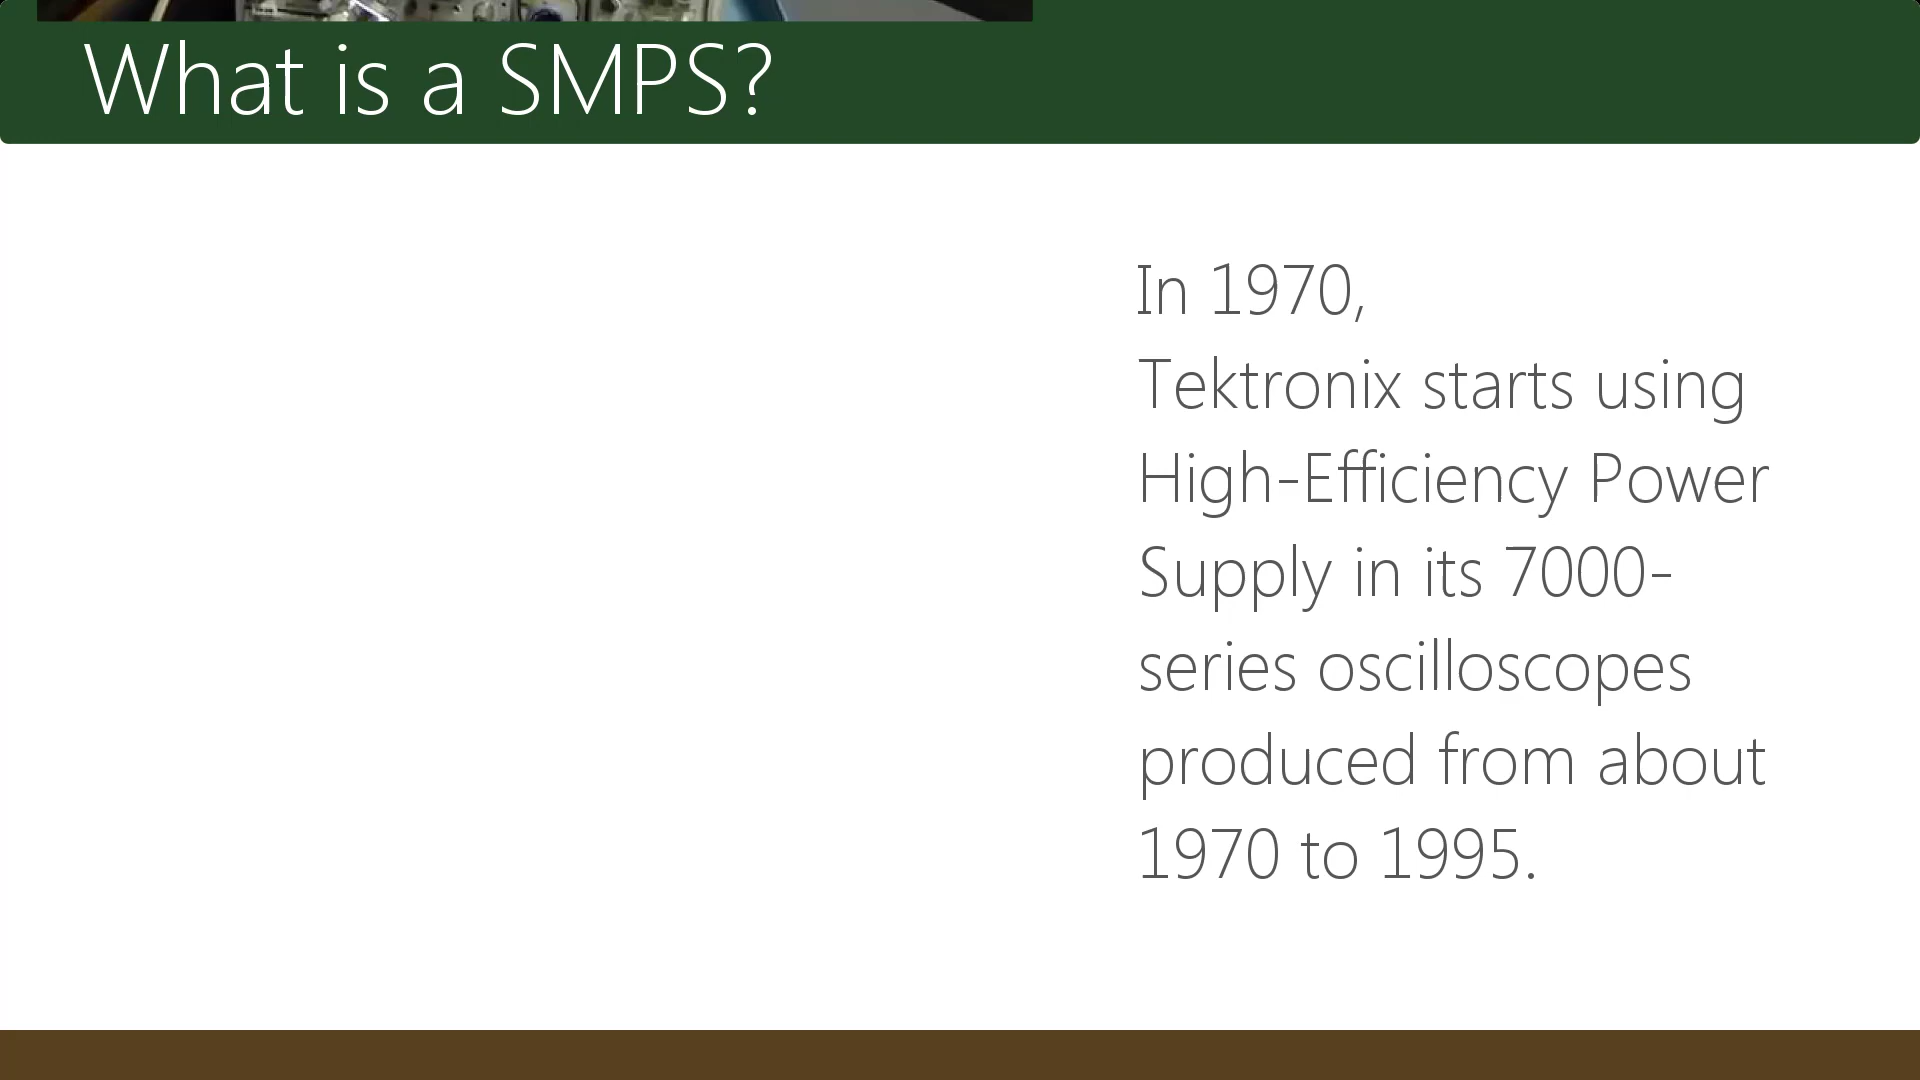 What is a SMPS?
In 1970,
Tektronix starts using
High-Efficiency Power
Supply in its 7000-
series oscilloscopes
produced from about
1970 to 1995.